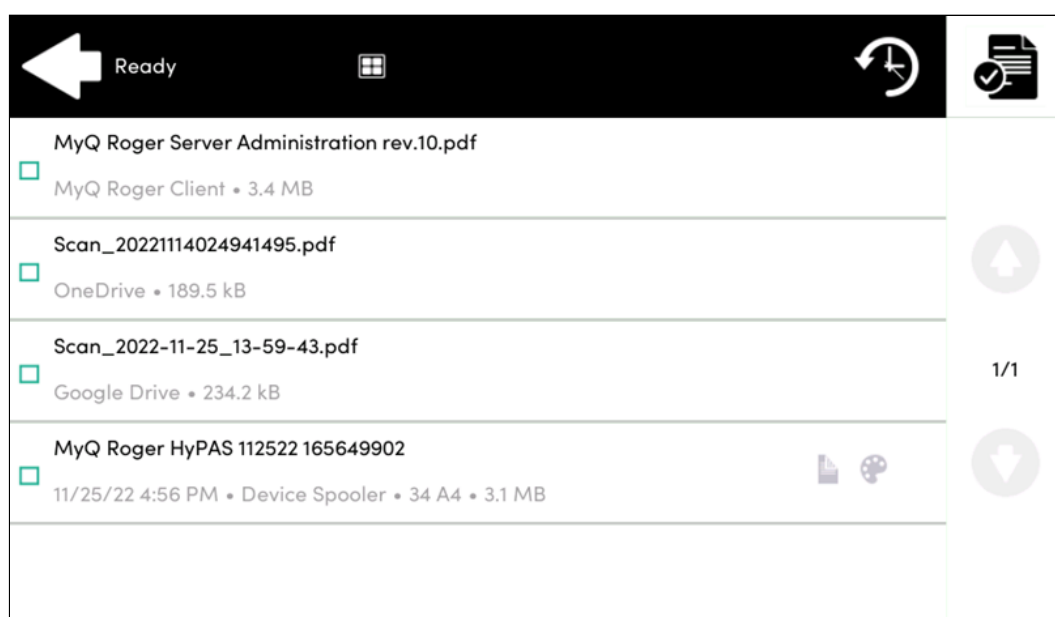 Ready
MyQ Roger Server Administration rev.10.pdf
MyQ Roger Client • 3.4 MB
Scan_20221114024941495.pdf
OneDrive • 189.5 kB
Scan_2022-11-25_13-59-43.pdf
Google Drive • 234.2 kB
1/1
MyQ Roger HyPAS 112522 165649902
11/25/22 4:56 PM • Device Spooler • 34 A4 • 3.1 MB